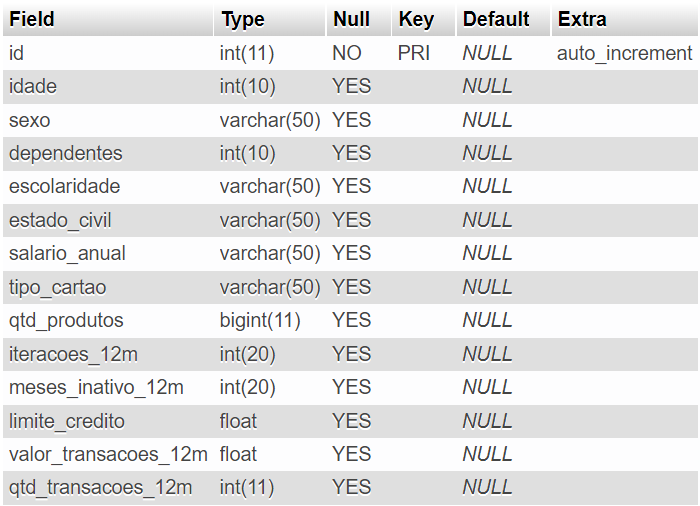 Field Type Null Key Default Extra
id int(11) NO PRI NULL auto_increment
idade int(10) YES NULL
sexo varchar(50) YES NULL
dependentes int(10) YES NULL
escolaridade varchar(50) YES NULL
estado_civil varchar(50) YES NULL
salario_anual varchar(50) YES NULL
tipo_cartao varchar(50) YES NULL
qtd_produtos bigint(11) YES NULL
iteracoes_12m int(20) YES NULL
meses_inativo_12m int(20) YES NULL
limite_credito float YES NULL
valor_transacoes_12m float YES NULL
qtd_transacoes_12m int(11) YES NULL